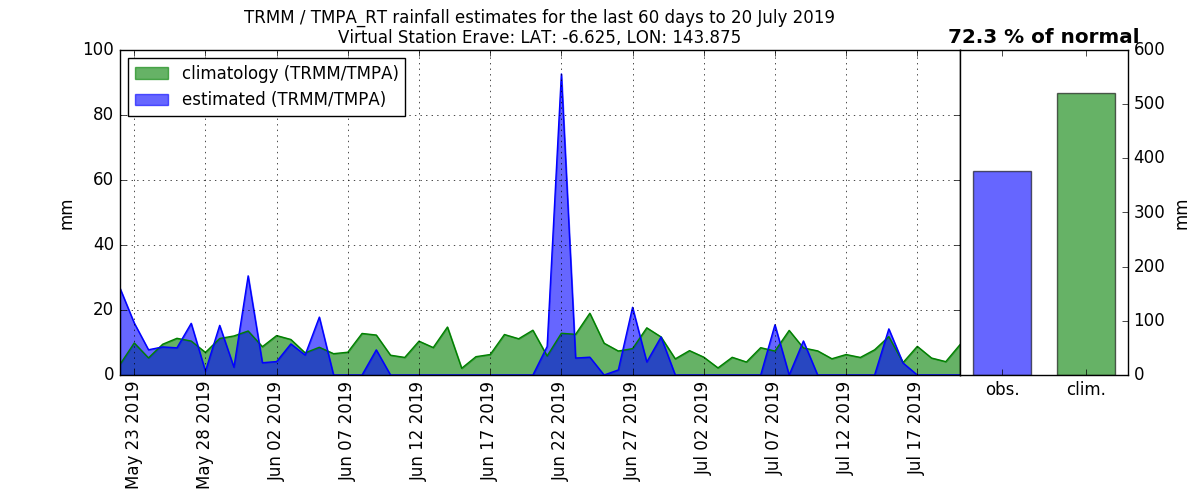 TRMM / TMPA_RT rainfall estimates for the last 60 days to 20 July 2019
Virtual Station Erave: LAT: -6.625, LON: 143.875
72.3 % of normal
climatology (TRMM/TMPA)
estimated (TRMM/TMPA)
mm
100
80
60
40
20
0
May 23 2019
May 28 2019
Jun 02 2019
Jun 07 2019
Jun 12 2019
Jun 17 2019
Jun 22 2019
Jun 27 2019
Jul 02 2019
Jul 07 2019
Jul 12 2019
Jul 17 2019
obs.
clim.
600
500
400
300
200
100
0
mm